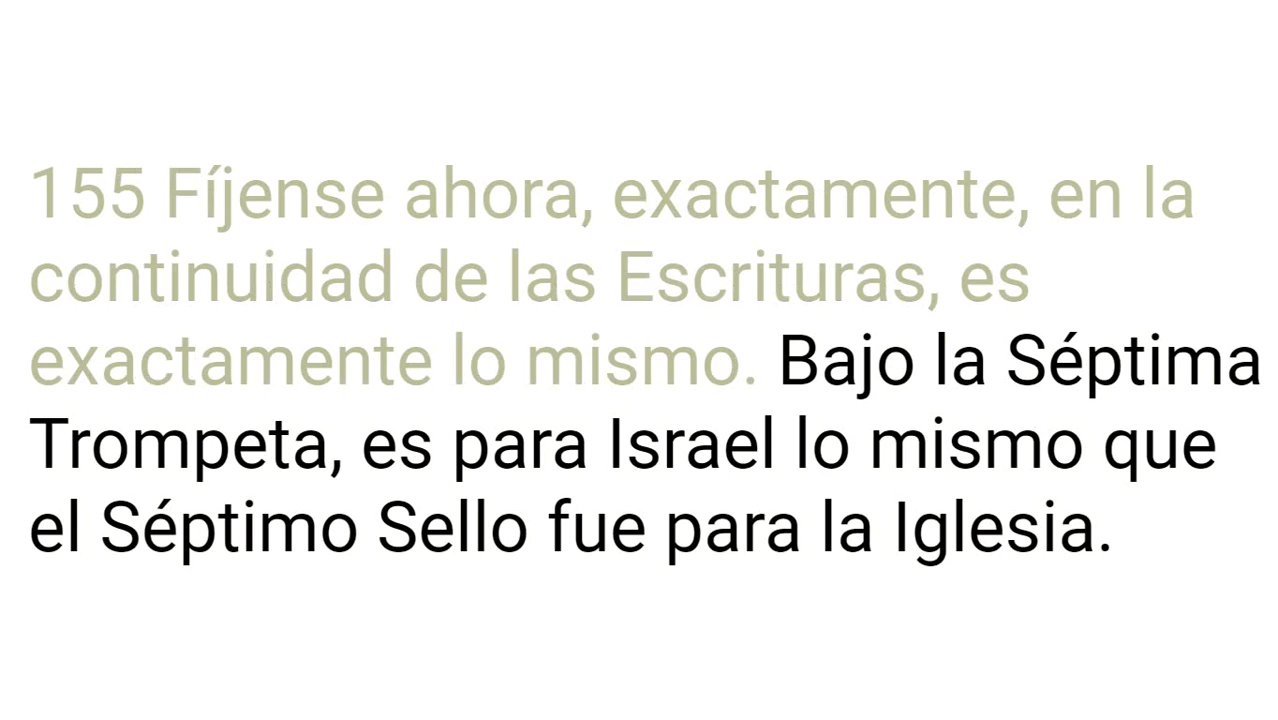 155 Fíjense ahora, exactamente, en la
continuidad de las Escrituras, es
exactamente lo mismo. Bajo la Séptima
Trompeta, es para Israel lo mismo que
el Séptimo Sello fue para la Iglesia.